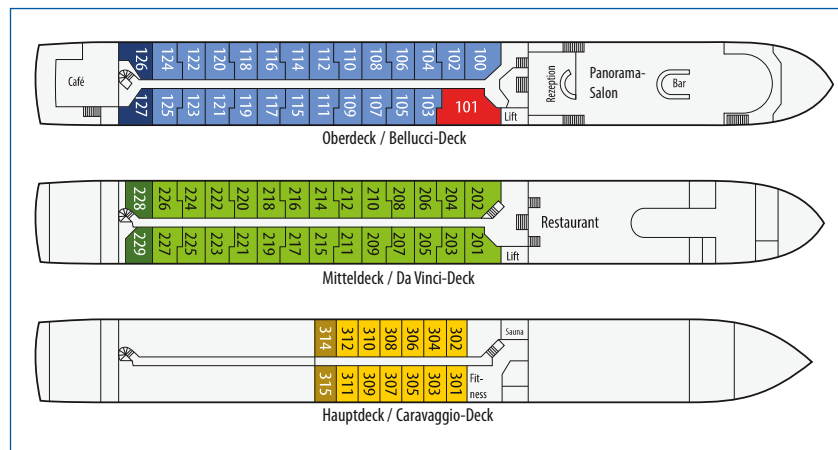 126 124 122 120 118 116 114 112 110 108 106 104 102 100
Café
Rezeption
Panorama-
Salon
Bar
127 125 123 121 119 117 115 111 109 107 105 103 101
Lift
Oberdeck / Bellucci-Deck
228 226 224 222 220 218 216 214 212 210 208 206 204 202
Restaurant
229 227 225 223 221 219 217 215 211 209 207 205 203 201
Lift
Mitteldeck / Da Vinci-Deck
314 312 310 308 306 304 302
Sauna
315 311 309 307 305 303 301
Fit-
ness
Hauptdeck / Caravaggio-Deck